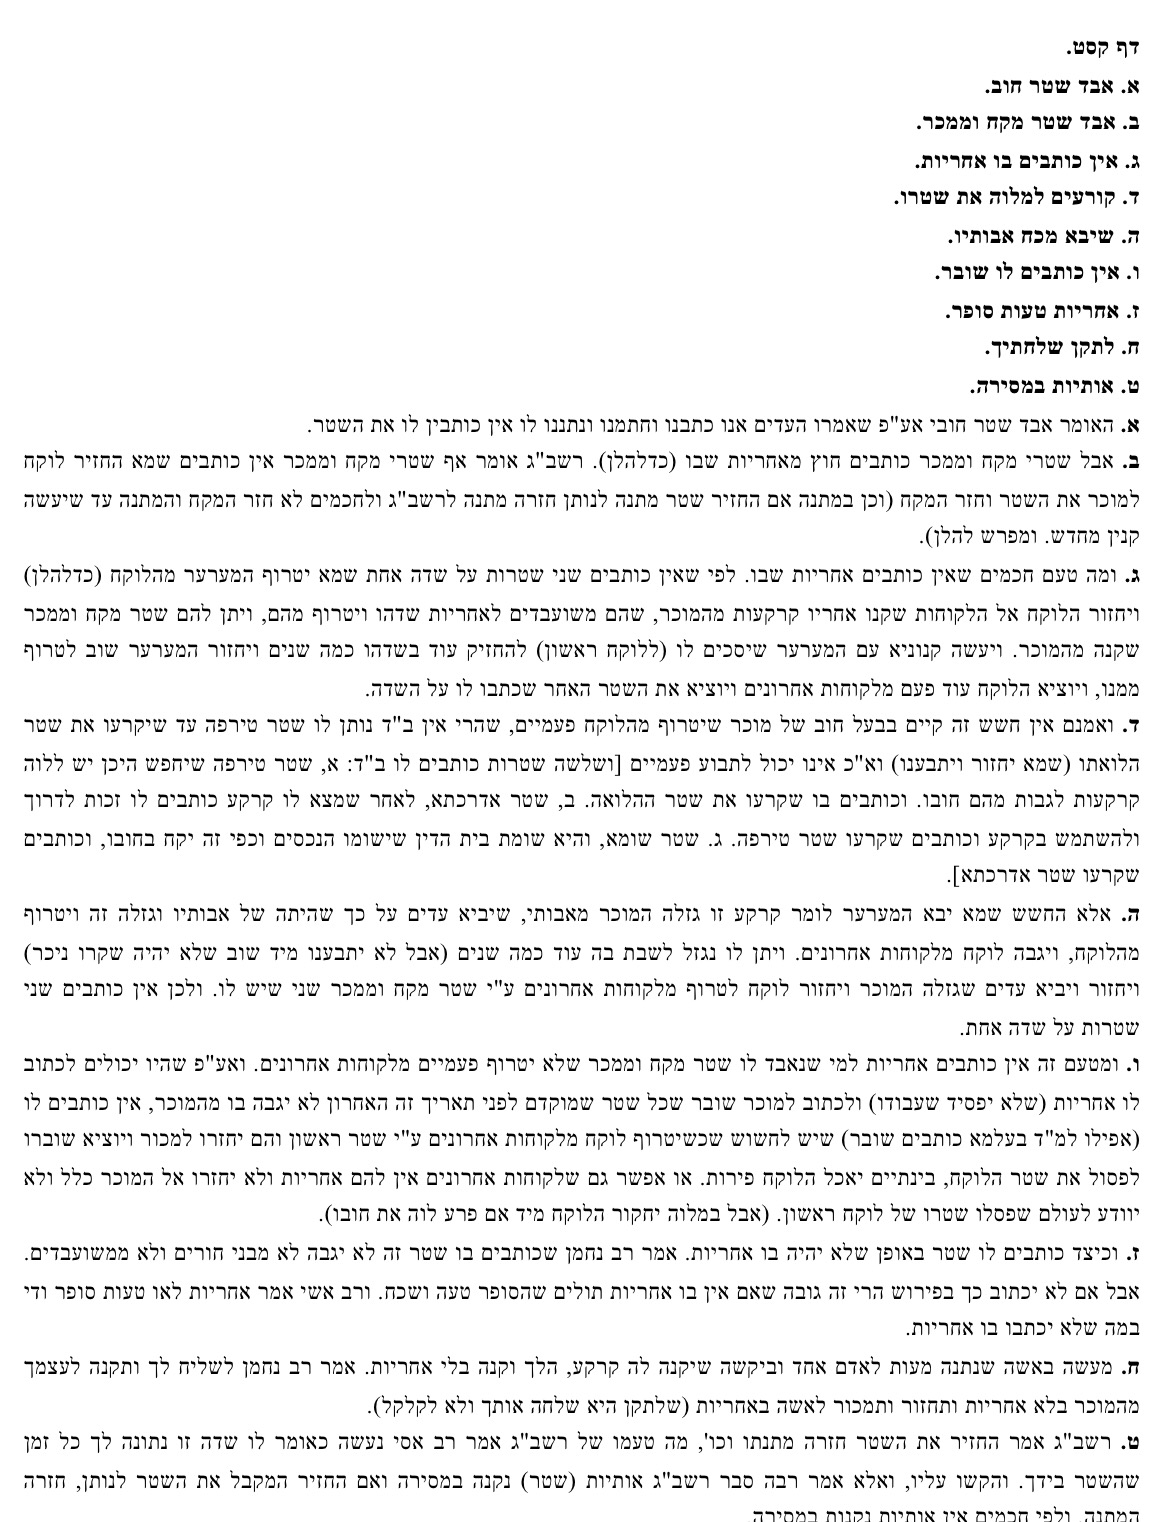 דף קסט.
א. אבד שטר חוב.
ב. אבד שטר מקח וממכר.
ג. אין כותבים בו אחריות.
ד. קורעים למלוה את שטרו.
ה. שיבא מכח אבותיו.
ו. אין כותבים לו שובר.
ז. אחריות טעות סופר.
ח. לתקן שלחתיך.
ט. אותיות במסירה.
א. האומר אבד שטר חובי אע"פ שאמרו העדים אנו כתבנו וחתמנו ונתננו לו אין כותבין לו את השטר.
ב. אבל שטרי מקח וממכר כותבים חוץ מאחריות שבו (כדלהלן). רשב"ג אומר אף שטרי מקח וממכר אין כותבים שמא החזיר לוקח
למוכר את השטר וחזר המקח (וכן במתנה אם החזיר שטר מתנה לנותן חזרה מתנה לרשב"ג ולחכמים לא חזר המקח והמתנה עד שיעשה
קנין מחדש. ומפרש להלן).
ג. ומה טעם חכמים שאין כותבים אחריות שבו. לפי שאין כותבים שני שטרות על שדה אחת שמא יטרוף המערער מהלוקח (כדלהלן)
ויחזור הלוקח אל הלקוחות שקנו אחריו קרקעות מהמוכר, שהם משועבדים לאחריות שדהו ויטרוף מהם, ויתן להם שטר מקח וממכר
שקנה מהמוכר. ויעשה קנוניא עם המערער שיסכים לו (ללוקח ראשון) להחזיק עוד בשדהו כמה שנים ויחזור המערער שוב לטרוף
ממנו, ויוציא הלוקח עוד פעם מלקוחות אחרונים ויוציא את השטר האחר שכתבו לו על השדה.
ד. ואמנם אין חשש זה קיים בבעל חוב של מוכר שיטרוף מהלוקח פעמיים, שהרי אין ב"ד נותן לו שטר טירפה עד שיקרעו את שטר
הלואתו (שמא יחזור ויתבענו) וא"כ אינו יכול לתבוע פעמיים [ושלשה שטרות כותבים לו ב"ד: א, שטר טירפה שיחפש היכן יש ללוה
קרקעות לגבות מהם חובו. וכותבים בו שקרעו את שטר ההלואה. ב, שטר אדרכתא, לאחר שמצא לו קרקע כותבים לו זכות לדרוך
ולהשתמש בקרקע וכותבים שקרעו שטר טירפה. ג. שטר שומא, והיא שומת בית הדין שישומו הנכסים וכפי זה יקח בחובו, וכותבים
שקרעו שטר אדרכתא].
ה. אלא החשש שמא יבא המערער לומר קרקע זו גזלה המוכר מאבותי, שיביא עדים על כך שהיתה של אבותיו וגזלה זה ויטרוף
מהלוקח, ויגבה לוקח מלקוחות אחרונים. ויתן לו נגזל לשבת בה עוד כמה שנים (אבל לא יתבענו מיד שוב שלא יהיה שקרו ניכר)
ויחזור ויביא עדים שגזלה המוכר ויחזור לוקח לטרוף מלקוחות אחרונים ע"י שטר מקח וממכר שני שיש לו. ולכן אין כותבים שני
שטרות על שדה אחת.
ו. ומטעם זה אין כותבים אחריות למי שנאבד לו שטר מקח וממכר שלא יטרוף פעמיים מלקוחות אחרונים. ואע"פ שהיו יכולים לכתוב
לו אחריות (שלא יפסיד שעבודו) ולכתוב למוכר שובר שכל שטר שמוקדם לפני תאריך זה האחרון לא יגבה בו מהמוכר, אין כותבים לו
(אפילו למ"ד בעלמא כותבים שובר) שיש לחשוש שכשיטרוף לוקח מלקוחות אחרונים ע"י שטר ראשון והם יחזרו למכור ויוציא שוברו
לפסול את שטר הלוקח, בינתיים יאכל הלוקח פירות. או אפשר גם שלקוחות אחרונים אין להם אחריות ולא יחזרו אל המוכר כלל ולא
יוודע לעולם שפסלו שטרו של לוקח ראשון. (אבל במלוה יחקור הלוקח מיד אם פרע לוה את חובו).
ז. וכיצד כותבים לו שטר באופן שלא יהיה בו אחריות. אמר רב נחמן שכותבים בו שטר זה לא יגבה לא מבני חורים ולא ממשועבדים.
אבל אם לא יכתוב כך בפירוש הרי זה גובה שאם אין בו אחריות תולים שהסופר טעה ושכח. ורב אשי אמר אחריות לאו טעות סופר ודי
במה שלא יכתבו בו אחריות.
ח. מעשה באשה שנתנה מעות לאדם אחד וביקשה שיקנה לה קרקע, הלך וקנה בלי אחריות. אמר רב נחמן לשליח לך ותקנה לעצמך
מהמוכר בלא אחריות ותחזור ותמכור לאשה באחריות (שלתקן היא שלחה אותך ולא לקלקל).
ט. רשב"ג אמר החזיר את השטר חזרה מתנתו וכו', מה טעמו של רשב"ג אמר רב אסי נעשה כאומר לו שדה זו נתונה לך כל זמן
שהשטר בידך. והקשו עליו, ואלא אמר רבה סבר רשב"ג אותיות (שטר) נקנה במסירה ואם החזיר המקבל את השטר לנותן, חזרה
המתנה. ולפי חכמים אין אותיות נקנות במסירה